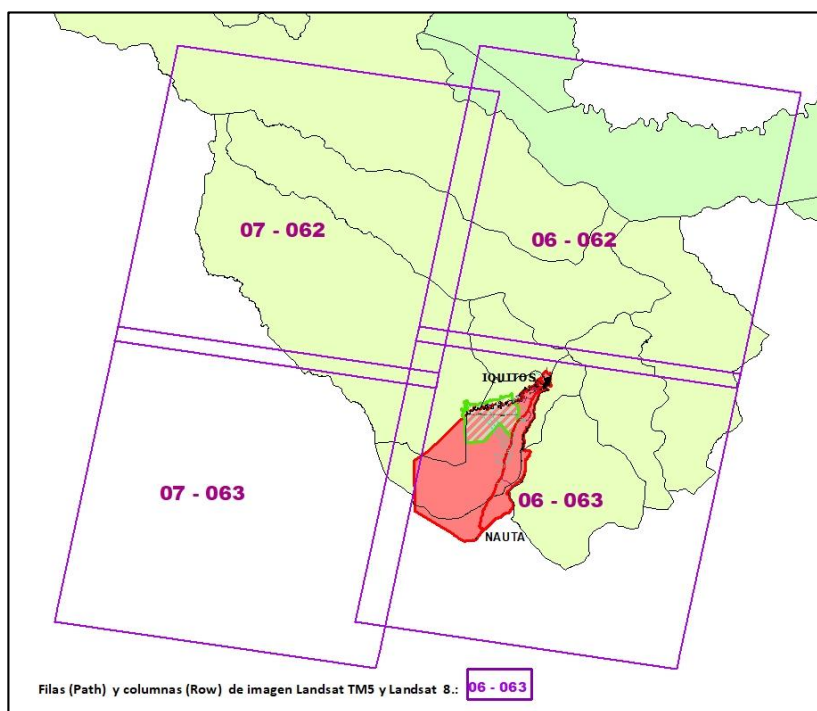 07 - 062
06 - 062
IQUITOS
07 - 063
06 - 063
NAUTA
Filas (Path) y columnas (Row) de imagen Landsat TM5 y Landsat 8.: 06 - 063